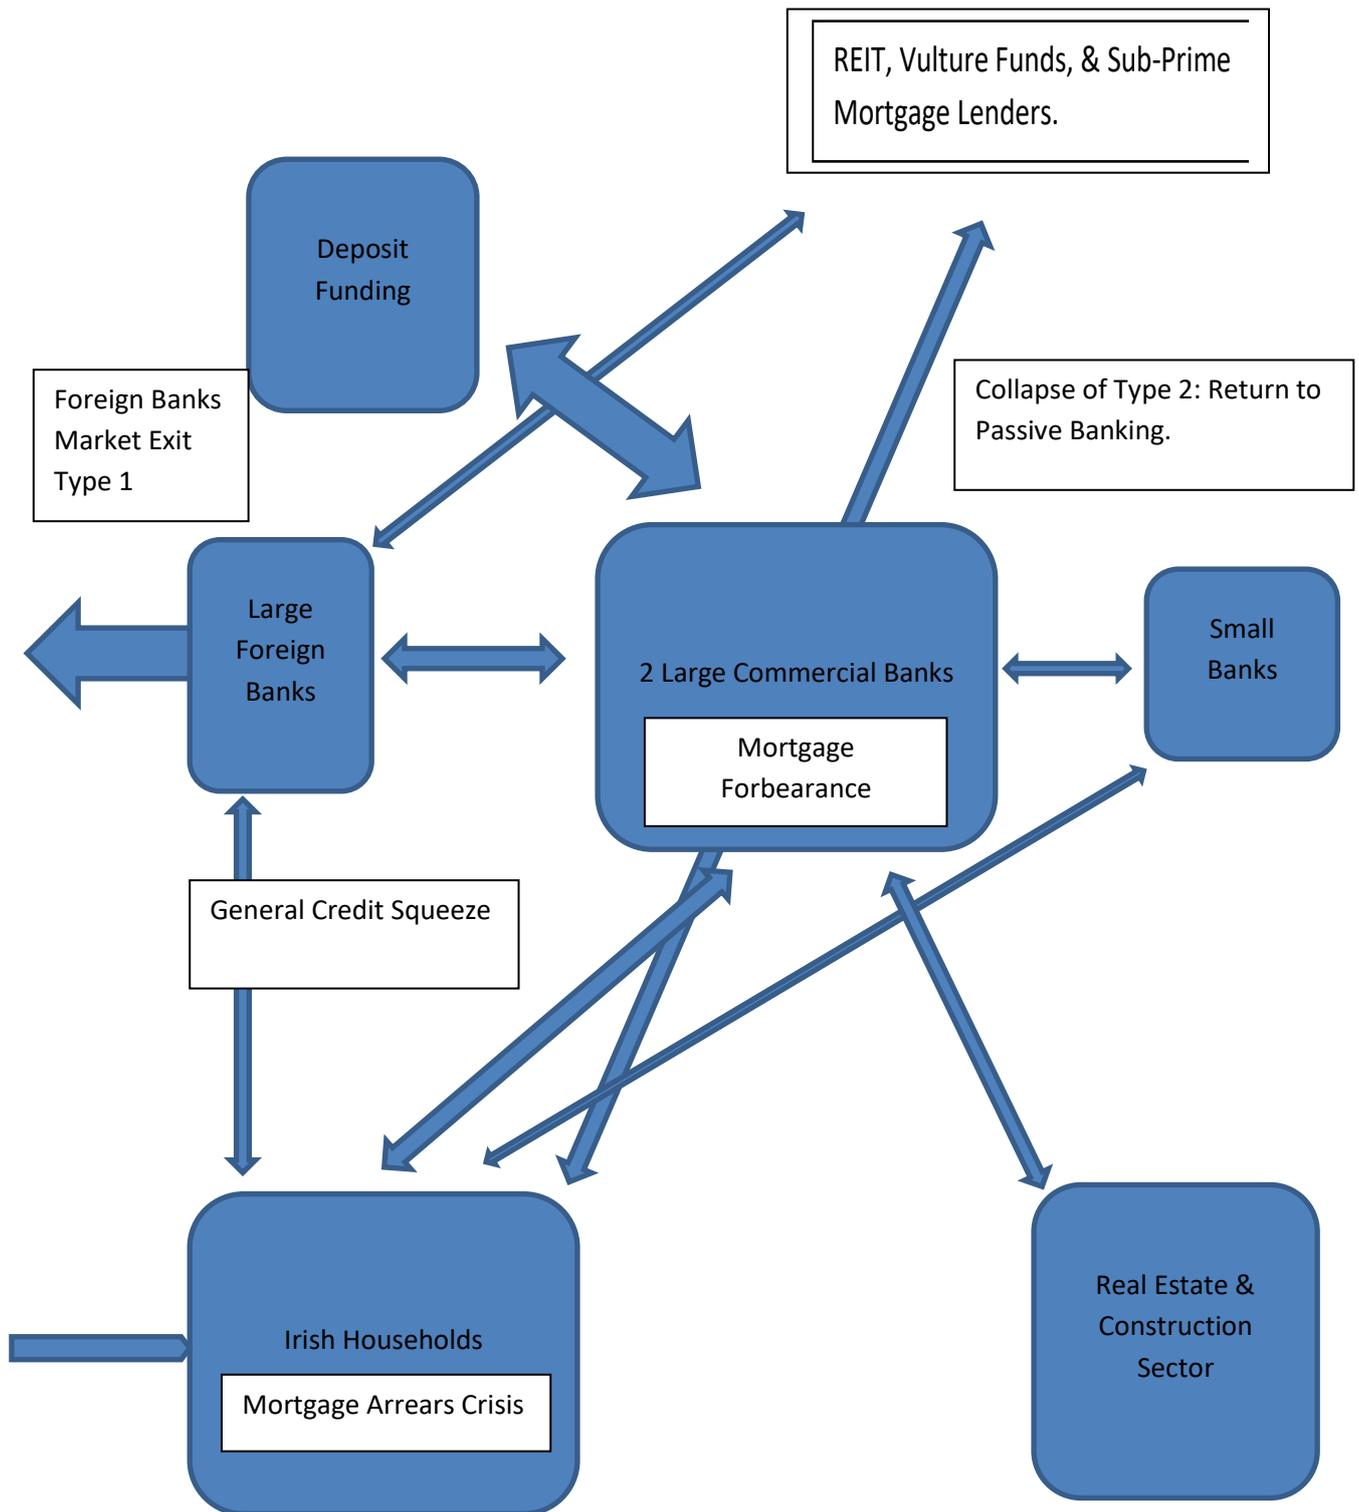 REIT, Vulture Funds, & Sub-Prime
Mortgage Lenders.
Deposit
Funding
Foreign Banks
Market Exit
Type 1
Collapse of Type 2: Return to
Passive Banking.
Large
Foreign
Banks
2 Large Commercial Banks
Mortgage
Forbearance
Small
Banks
General Credit Squeeze
Irish Households
Mortgage Arrears Crisis
Real Estate &
Construction
Sector